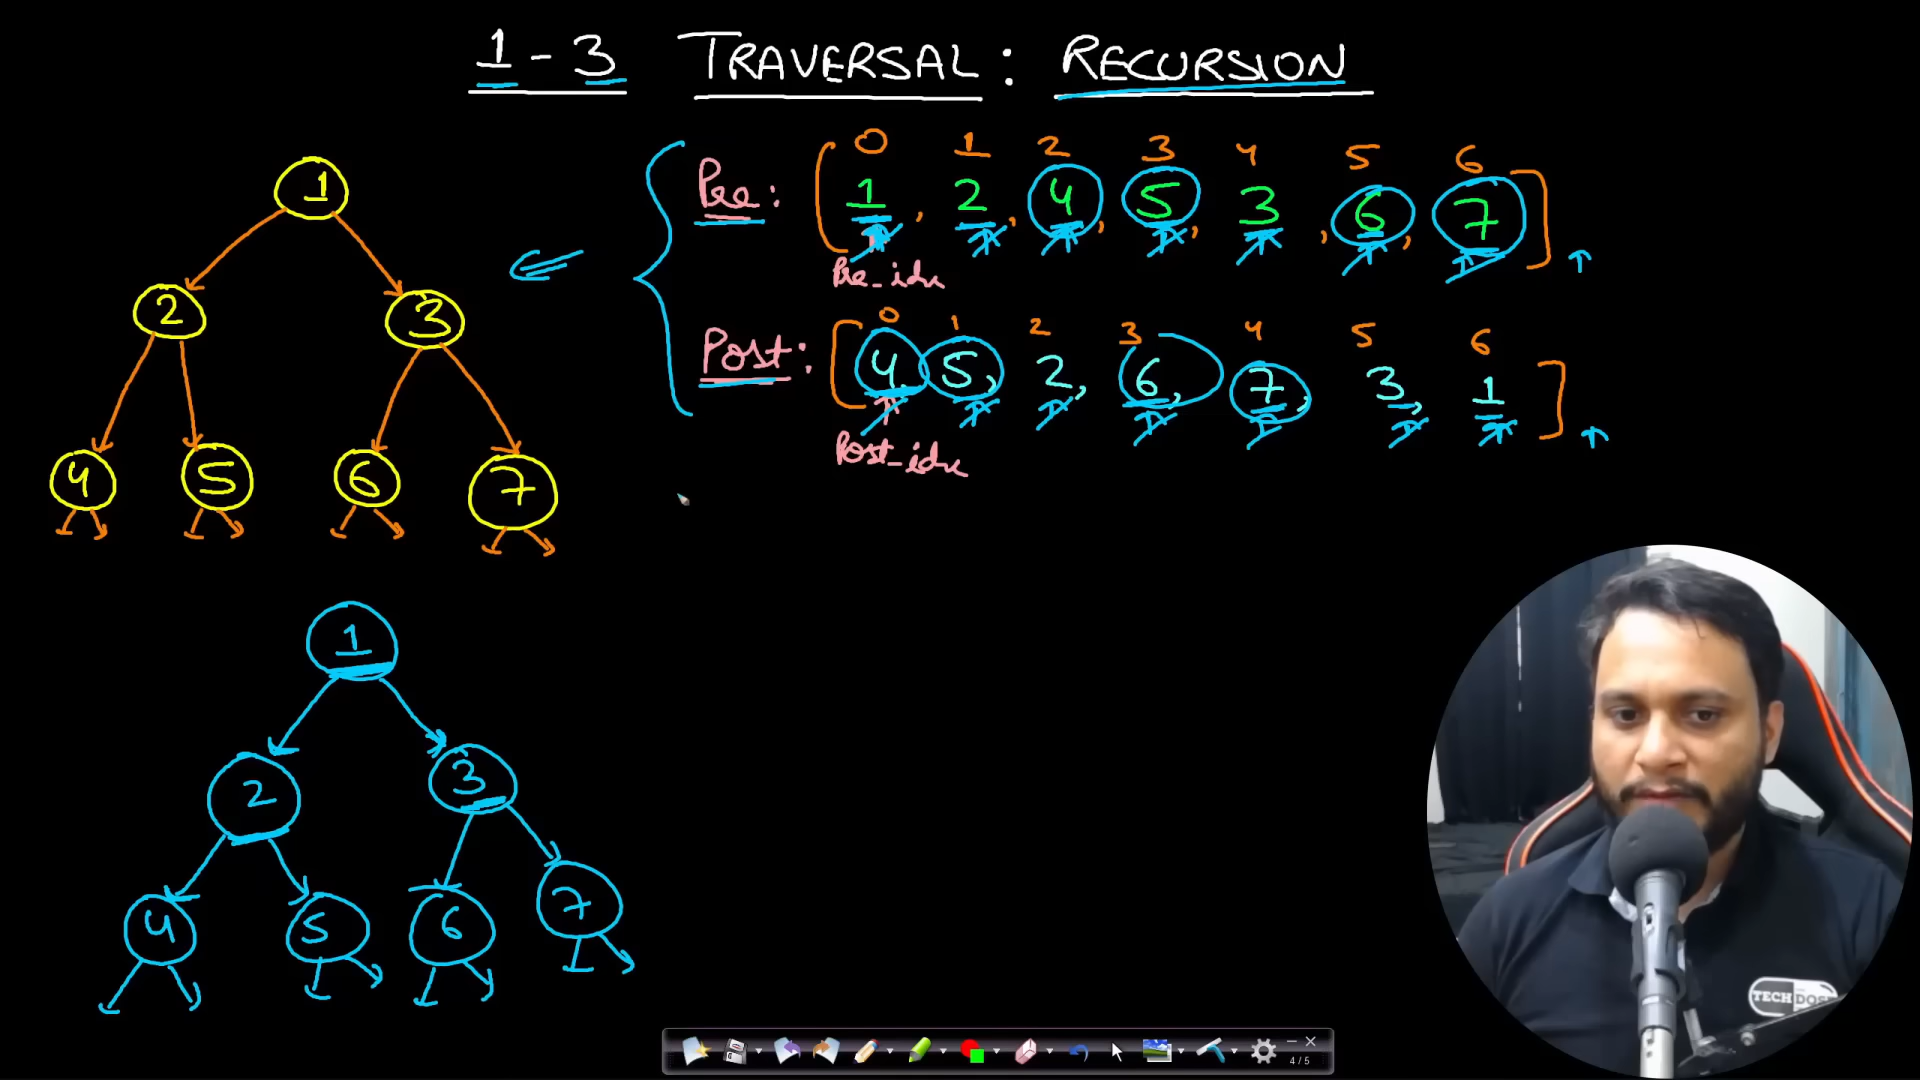 1 - 3 TRAVERSAL : RECURSION
0 1 2 3 4 5 6
Pre : [ 1 , 2 , 4 , 5 , 3 , 6 , 7 ]
Pre_idx
0 1 2 3 4 5 6
Post : [ 4, 5, 2, 6, 7, 3, 1 ]
Post_idx
1
2 3
4 5 6 7
1
2 3
4 5 6 7
TECH DOSE
4 / 5